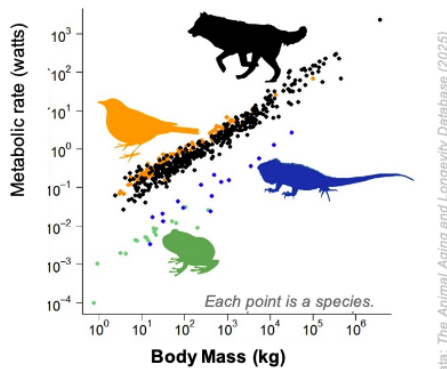 Metabolic rate (watts)
10³
10²
10¹
10⁰
10⁻¹
10⁻²
10⁻³
10⁻⁴
Each point is a species.
10⁰ 10¹ 10² 10³ 10⁴ 10⁵ 10⁶
Body Mass (kg)
Data: The Animal Aging and Longevity Database (2025)